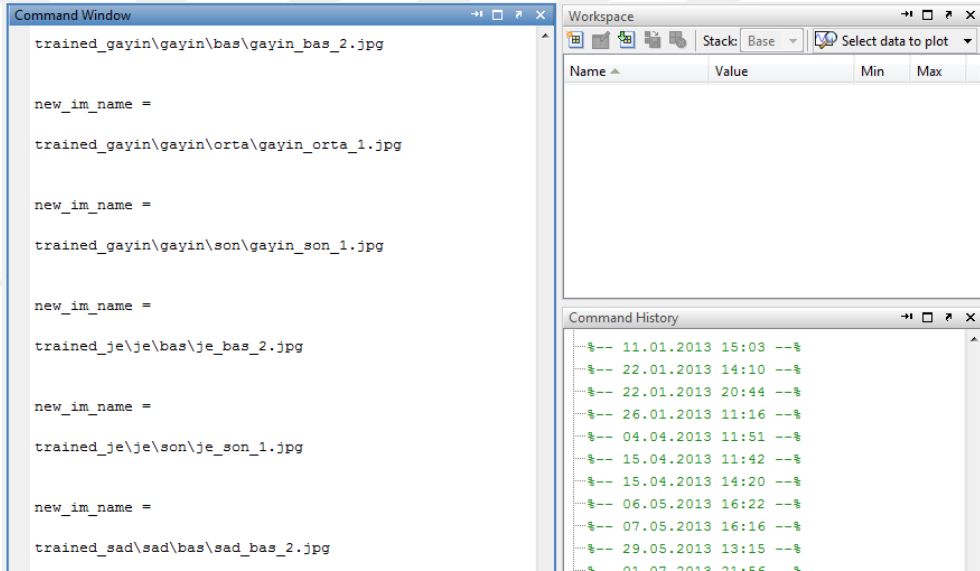 Command Window
trained_gayin\gayin\bas\gayin_bas_2.jpg
new_im_name =
trained_gayin\gayin\orta\gayin_orta_1.jpg
new_im_name =
trained_gayin\gayin\son\gayin_son_1.jpg
new_im_name =
trained_je\je\bas\je_bas_2.jpg
new_im_name =
trained_je\je\son\je_son_1.jpg
new_im_name =
trained_sad\sad\bas\sad_bas_2.jpg
Workspace
Stack: Base Select data to plot
Name Value Min Max
Command History
%-- 11.01.2013 15:03 --%
%-- 22.01.2013 14:10 --%
%-- 22.01.2013 20:44 --%
%-- 26.01.2013 11:16 --%
%-- 04.04.2013 11:51 --%
%-- 15.04.2013 11:42 --%
%-- 15.04.2013 14:20 --%
%-- 06.05.2013 16:22 --%
%-- 07.05.2013 16:16 --%
%-- 29.05.2013 13:15 --%
%-- 01.07.2013 21:56 --%